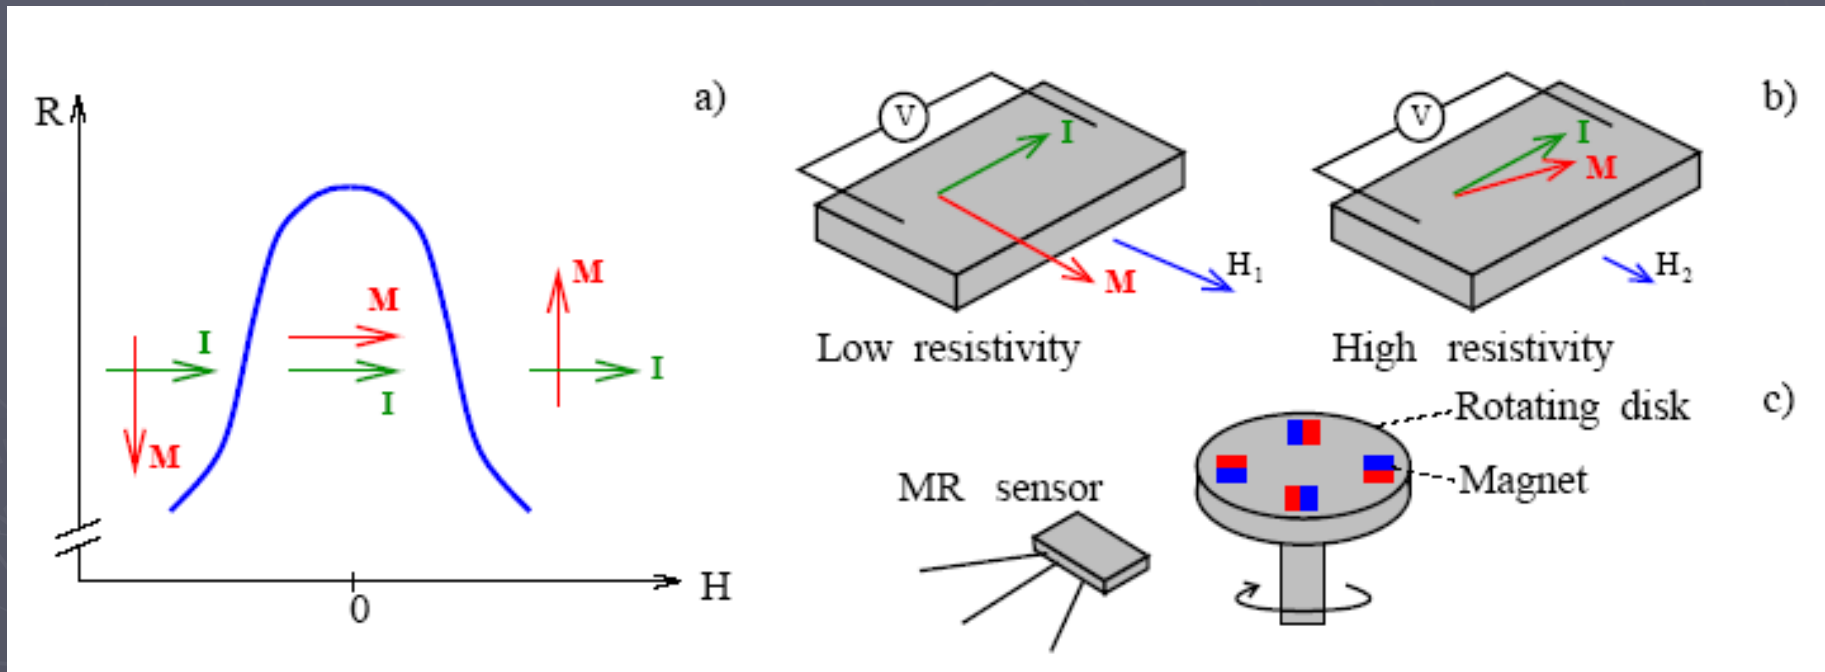 R
a)
M
I
M
I
M
I
M
I
0
H
V
I
M
H1
Low resistivity
V
I
M
H2
High resistivity
b)
c)
Rotating disk
Magnet
MR sensor